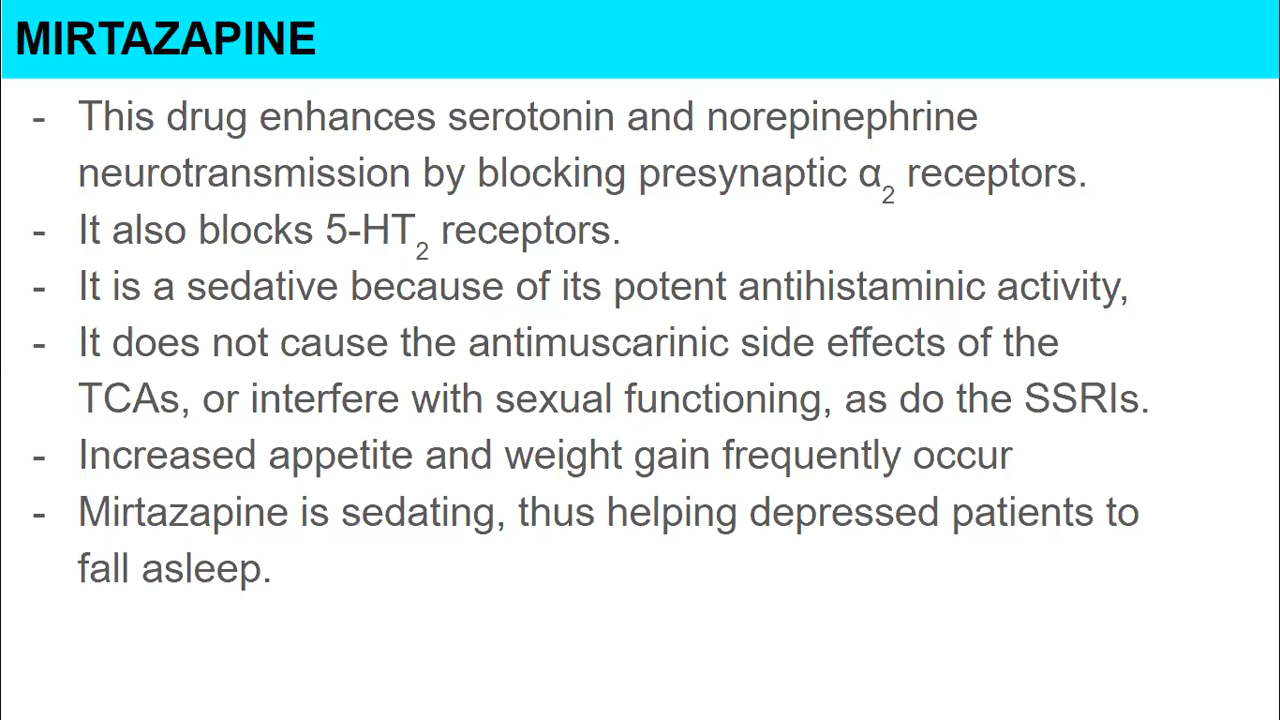 MIRTAZAPINE
- This drug enhances serotonin and norepinephrine
neurotransmission by blocking presynaptic α₂ receptors.
- It also blocks 5-HT₂ receptors.
- It is a sedative because of its potent antihistaminic activity,
- It does not cause the antimuscarinic side effects of the
TCAs, or interfere with sexual functioning, as do the SSRIs.
- Increased appetite and weight gain frequently occur
- Mirtazapine is sedating, thus helping depressed patients to
fall asleep.